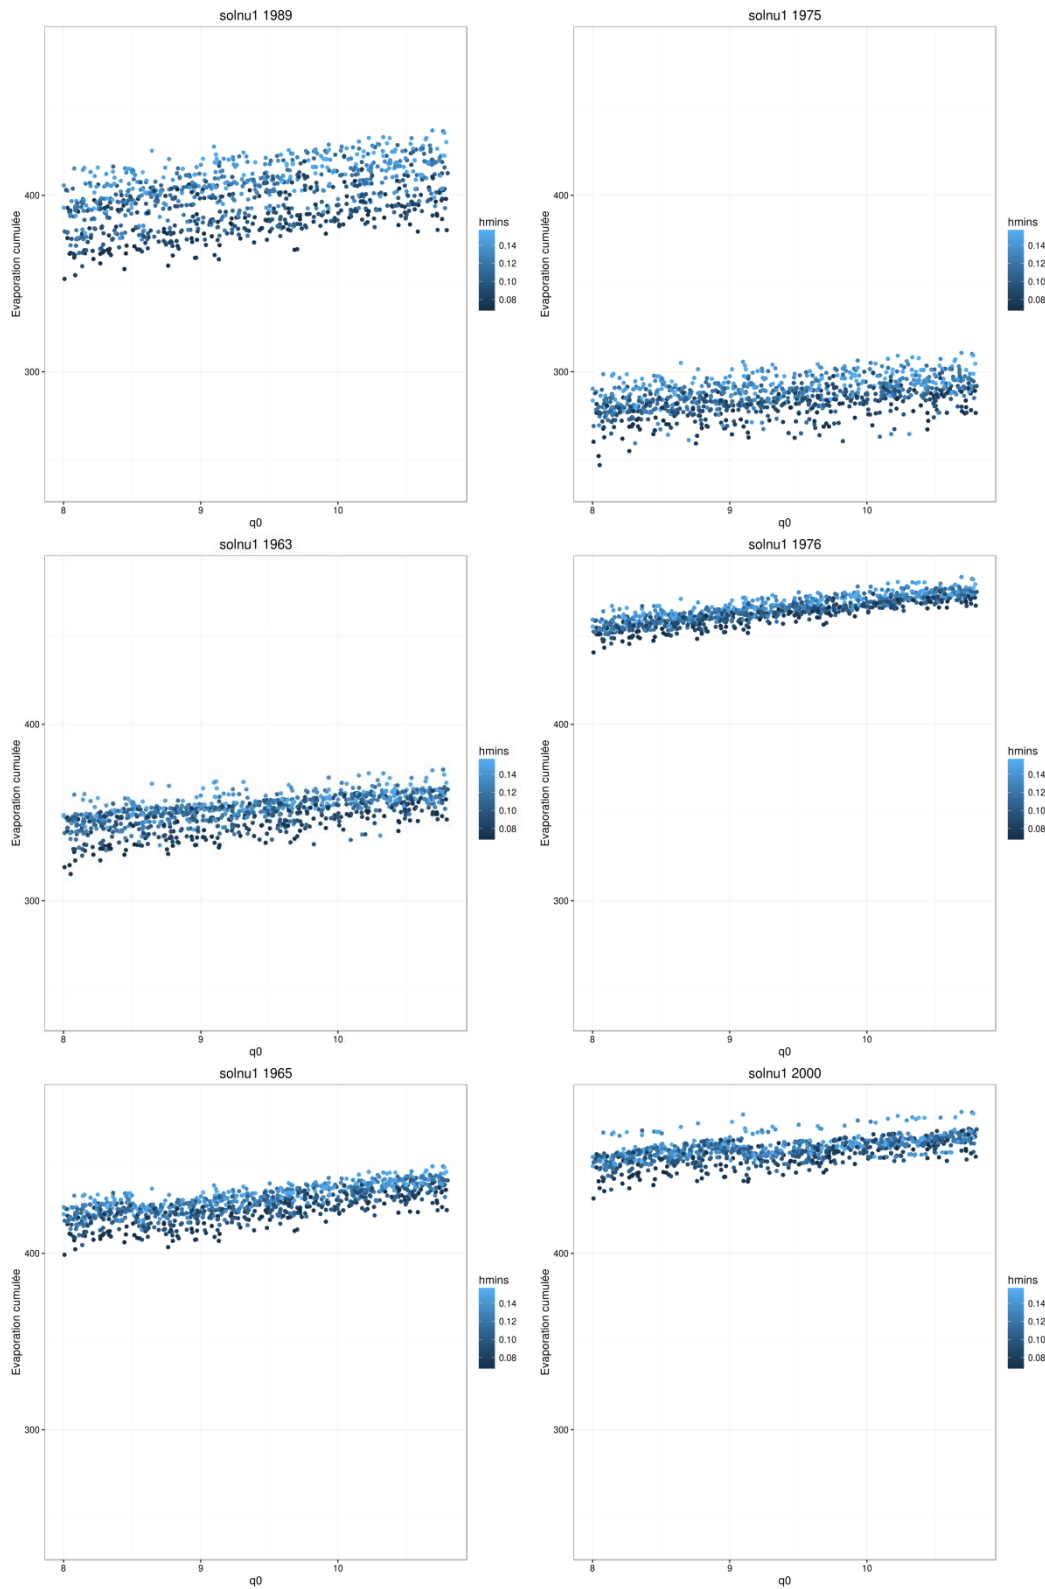 solnu1 1989
Evaporation cumulée
400
300
8
9
10
q0
hmins
0.14
0.12
0.10
0.08
solnu1 1975
Evaporation cumulée
400
300
8
9
10
q0
hmins
0.14
0.12
0.10
0.08
solnu1 1963
Evaporation cumulée
400
300
8
9
10
q0
hmins
0.14
0.12
0.10
0.08
solnu1 1976
Evaporation cumulée
400
300
8
9
10
q0
hmins
0.14
0.12
0.10
0.08
solnu1 1965
Evaporation cumulée
400
300
8
9
10
q0
hmins
0.14
0.12
0.10
0.08
solnu1 2000
Evaporation cumulée
400
300
8
9
10
q0
hmins
0.14
0.12
0.10
0.08